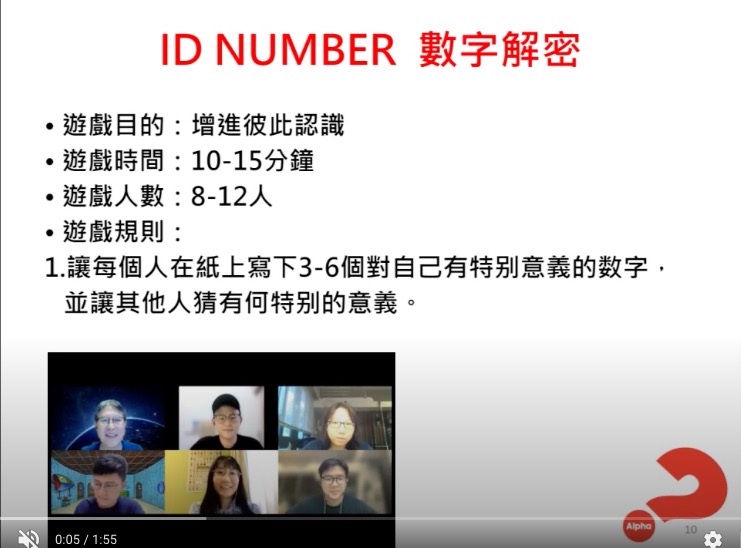 ID NUMBER 數字解密
• 遊戲目的：增進彼此認識
• 遊戲時間：10-15分鐘
• 遊戲人數：8-12人
• 遊戲規則：
1.讓每個人在紙上寫下3-6個對自己有特別意義的数字，
並讓其他人猜有何特別的意義。
Alpha
10
0:05 / 1:55